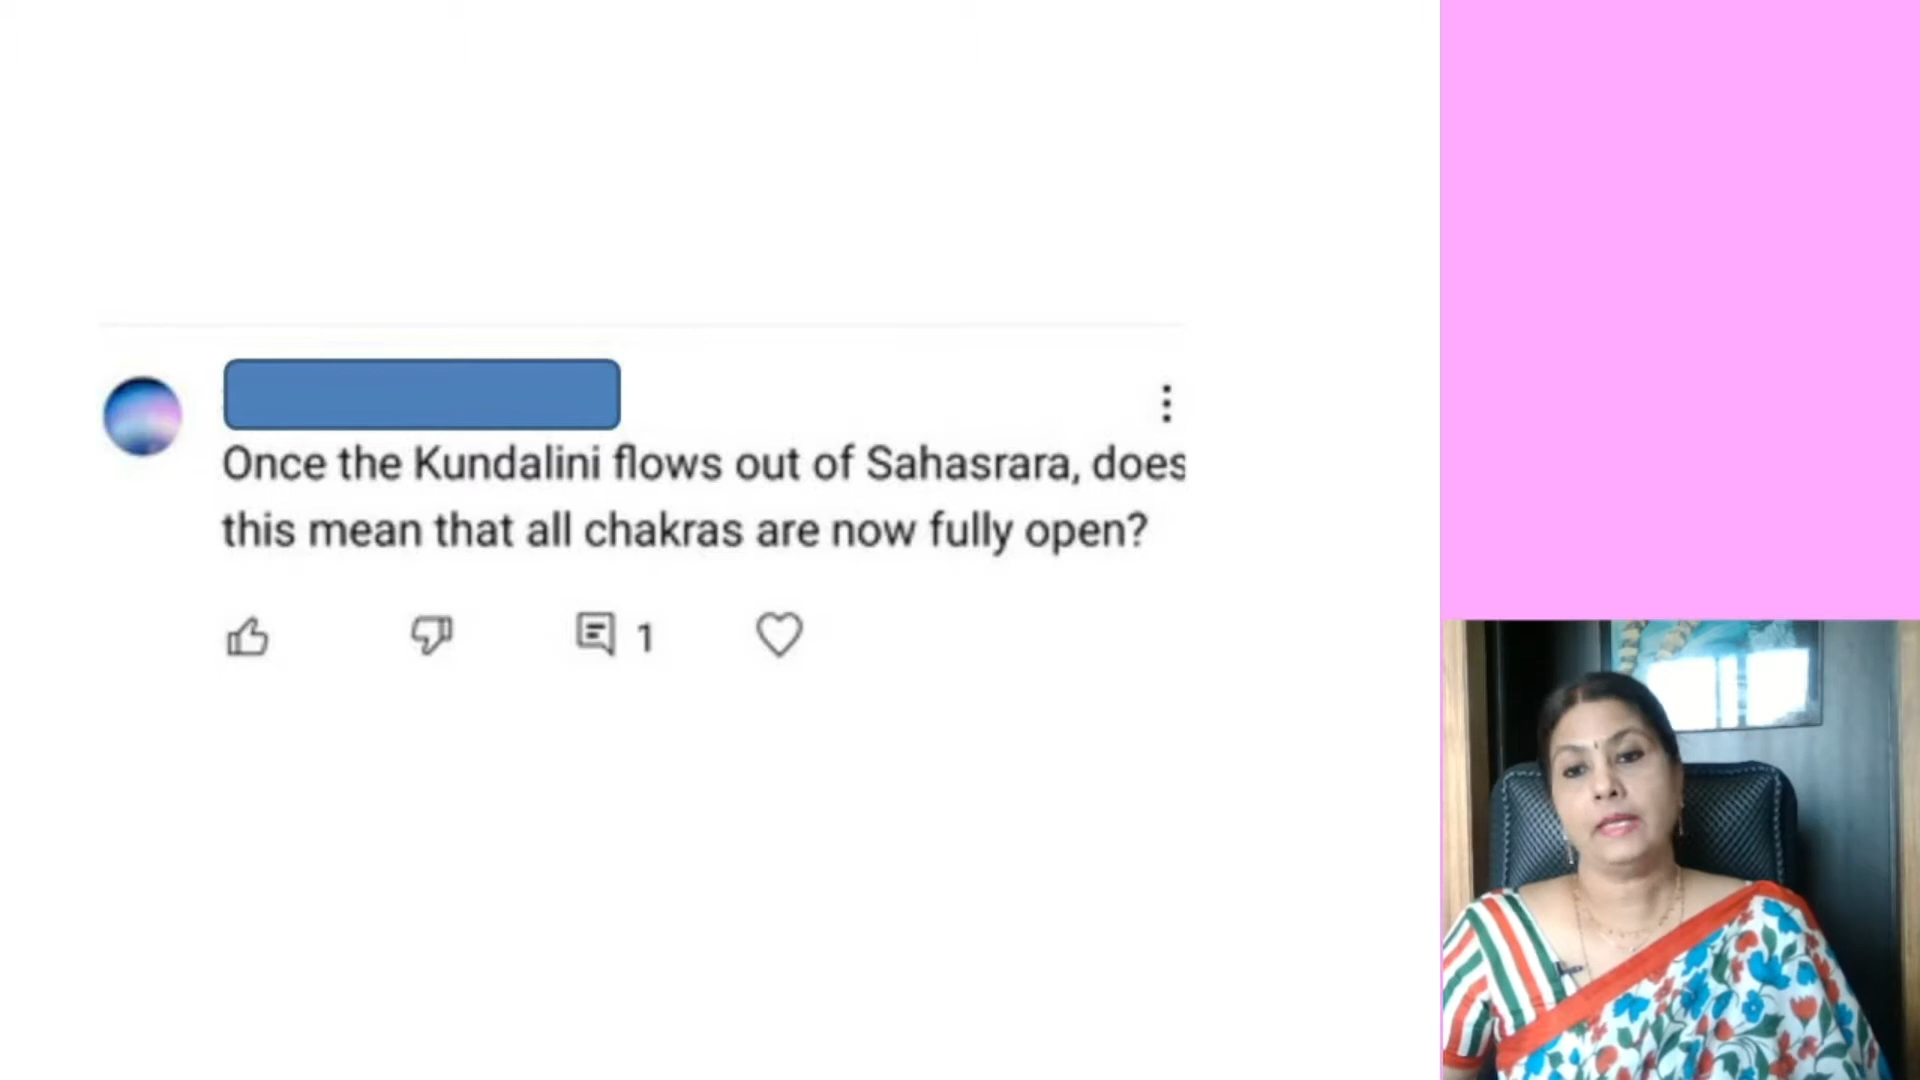 Once the Kundalini flows out of Sahasrara, does
this mean that all chakras are now fully open?
1